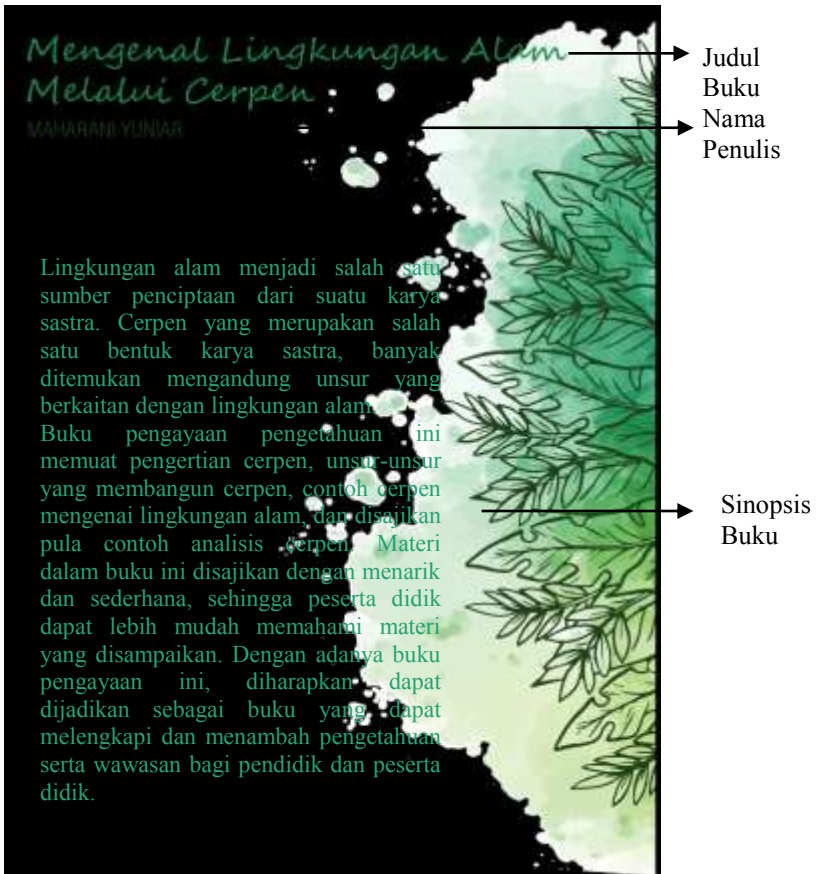 Mengenal Lingkungan Alam
Melalui Cerpen
MAHARANI YUNIAR
Judul
Buku
Nama
Penulis
Lingkungan alam menjadi salah satu
sumber penciptaan dari suatu karya
sastra. Cerpen yang merupakan salah
satu bentuk karya sastra, banyak
ditemukan mengandung unsur yang
berkaitan dengan lingkungan alam.
Buku pengayaan pengetahuan ini
memuat pengertian cerpen, unsur-unsur
yang membangun cerpen, contoh cerpen
mengenai lingkungan alam, dan disajikan
pula contoh analisis cerpen. Materi
dalam buku ini disajikan dengan menarik
dan sederhana, sehingga peserta didik
dapat lebih mudah memahami materi
yang disampaikan. Dengan adanya buku
pengayaan ini, diharapkan dapat
dijadikan sebagai buku yang dapat
melengkapi dan menambah pengetahuan
serta wawasan bagi pendidik dan peserta
didik.
Sinopsis
Buku